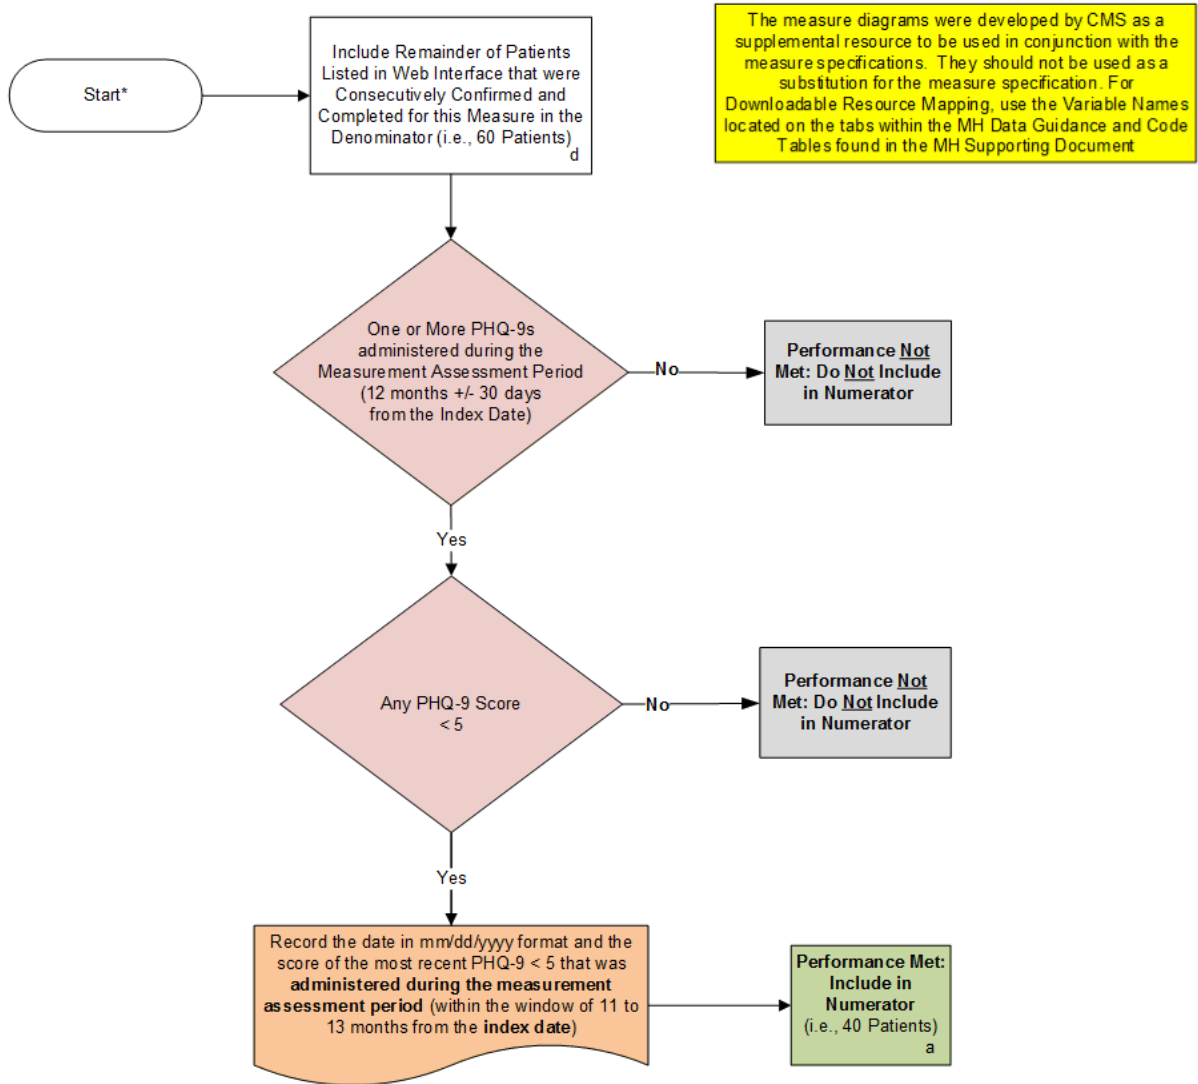 Start*
Include Remainder of Patients
Listed in Web Interface that were
Consecutively Confirmed and
Completed for this Measure in the
Denominator (i.e., 60 Patients)
d
The measure diagrams were developed by CMS as a
supplemental resource to be used in conjunction with the
measure specifications. They should not be used as a
substitution for the measure specification. For
Downloadable Resource Mapping, use the Variable Names
located on the tabs within the MH Data Guidance and Code
Tables found in the MH Supporting Document
One or More PHQ-9s
administered during the
Measurement Assessment Period
(12 months +/- 30 days
from the Index Date)
No
Performance Not
Met: Do Not Include
in Numerator
Yes
Any PHQ-9 Score
< 5
No
Performance Not
Met: Do Not Include
in Numerator
Yes
Record the date in mm/dd/yyyy format and the
score of the most recent PHQ-9 < 5 that was
administered during the measurement
assessment period (within the window of 11 to
13 months from the index date)
Performance Met:
Include in
Numerator
(i.e., 40 Patients)
a